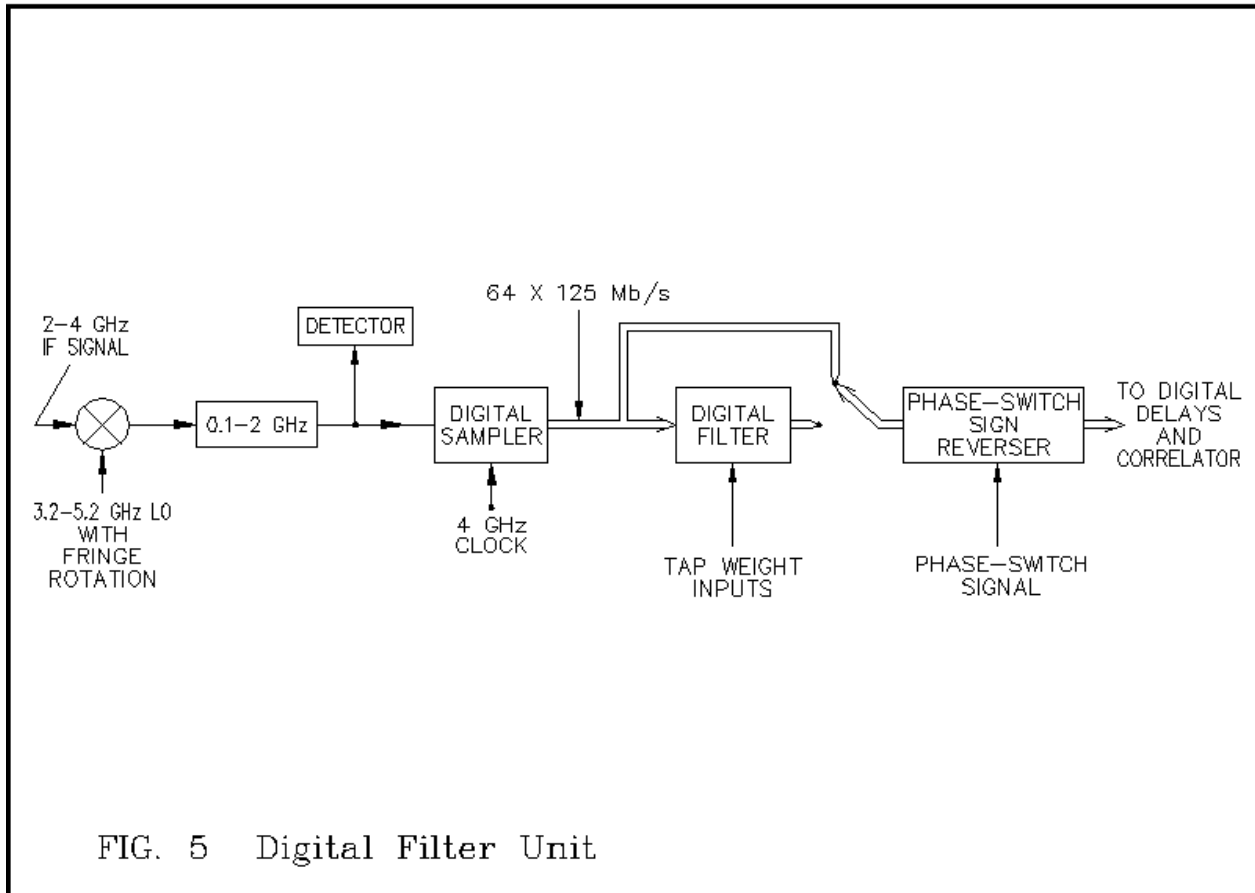 64 X 125 Mb/s
2-4 GHz
IF SIGNAL
DETECTOR
0.1-2 GHz
DIGITAL
SAMPLER
DIGITAL
FILTER
PHASE-SWITCH
SIGN
REVERSER
TO DIGITAL
DELAYS
AND
CORRELATOR
3.2-5.2 GHz LO
WITH
FRINGE
ROTATION
4 GHz
CLOCK
TAP WEIGHT
INPUTS
PHASE-SWITCH
SIGNAL
FIG. 5 Digital Filter Unit